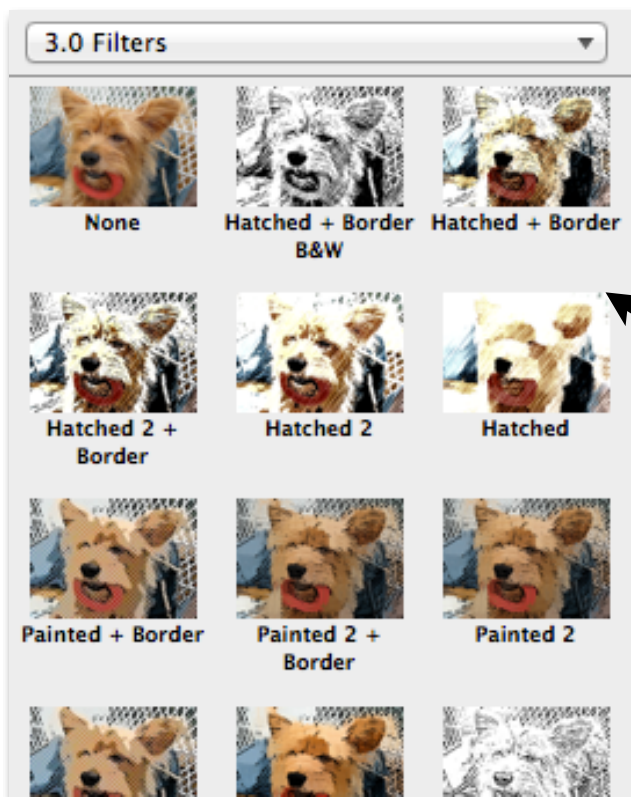 3.0 Filters
None
Hatched + Border
B&W
Hatched + Border
Hatched 2 +
Border
Hatched 2
Hatched
Painted + Border
Painted 2 +
Border
Painted 2